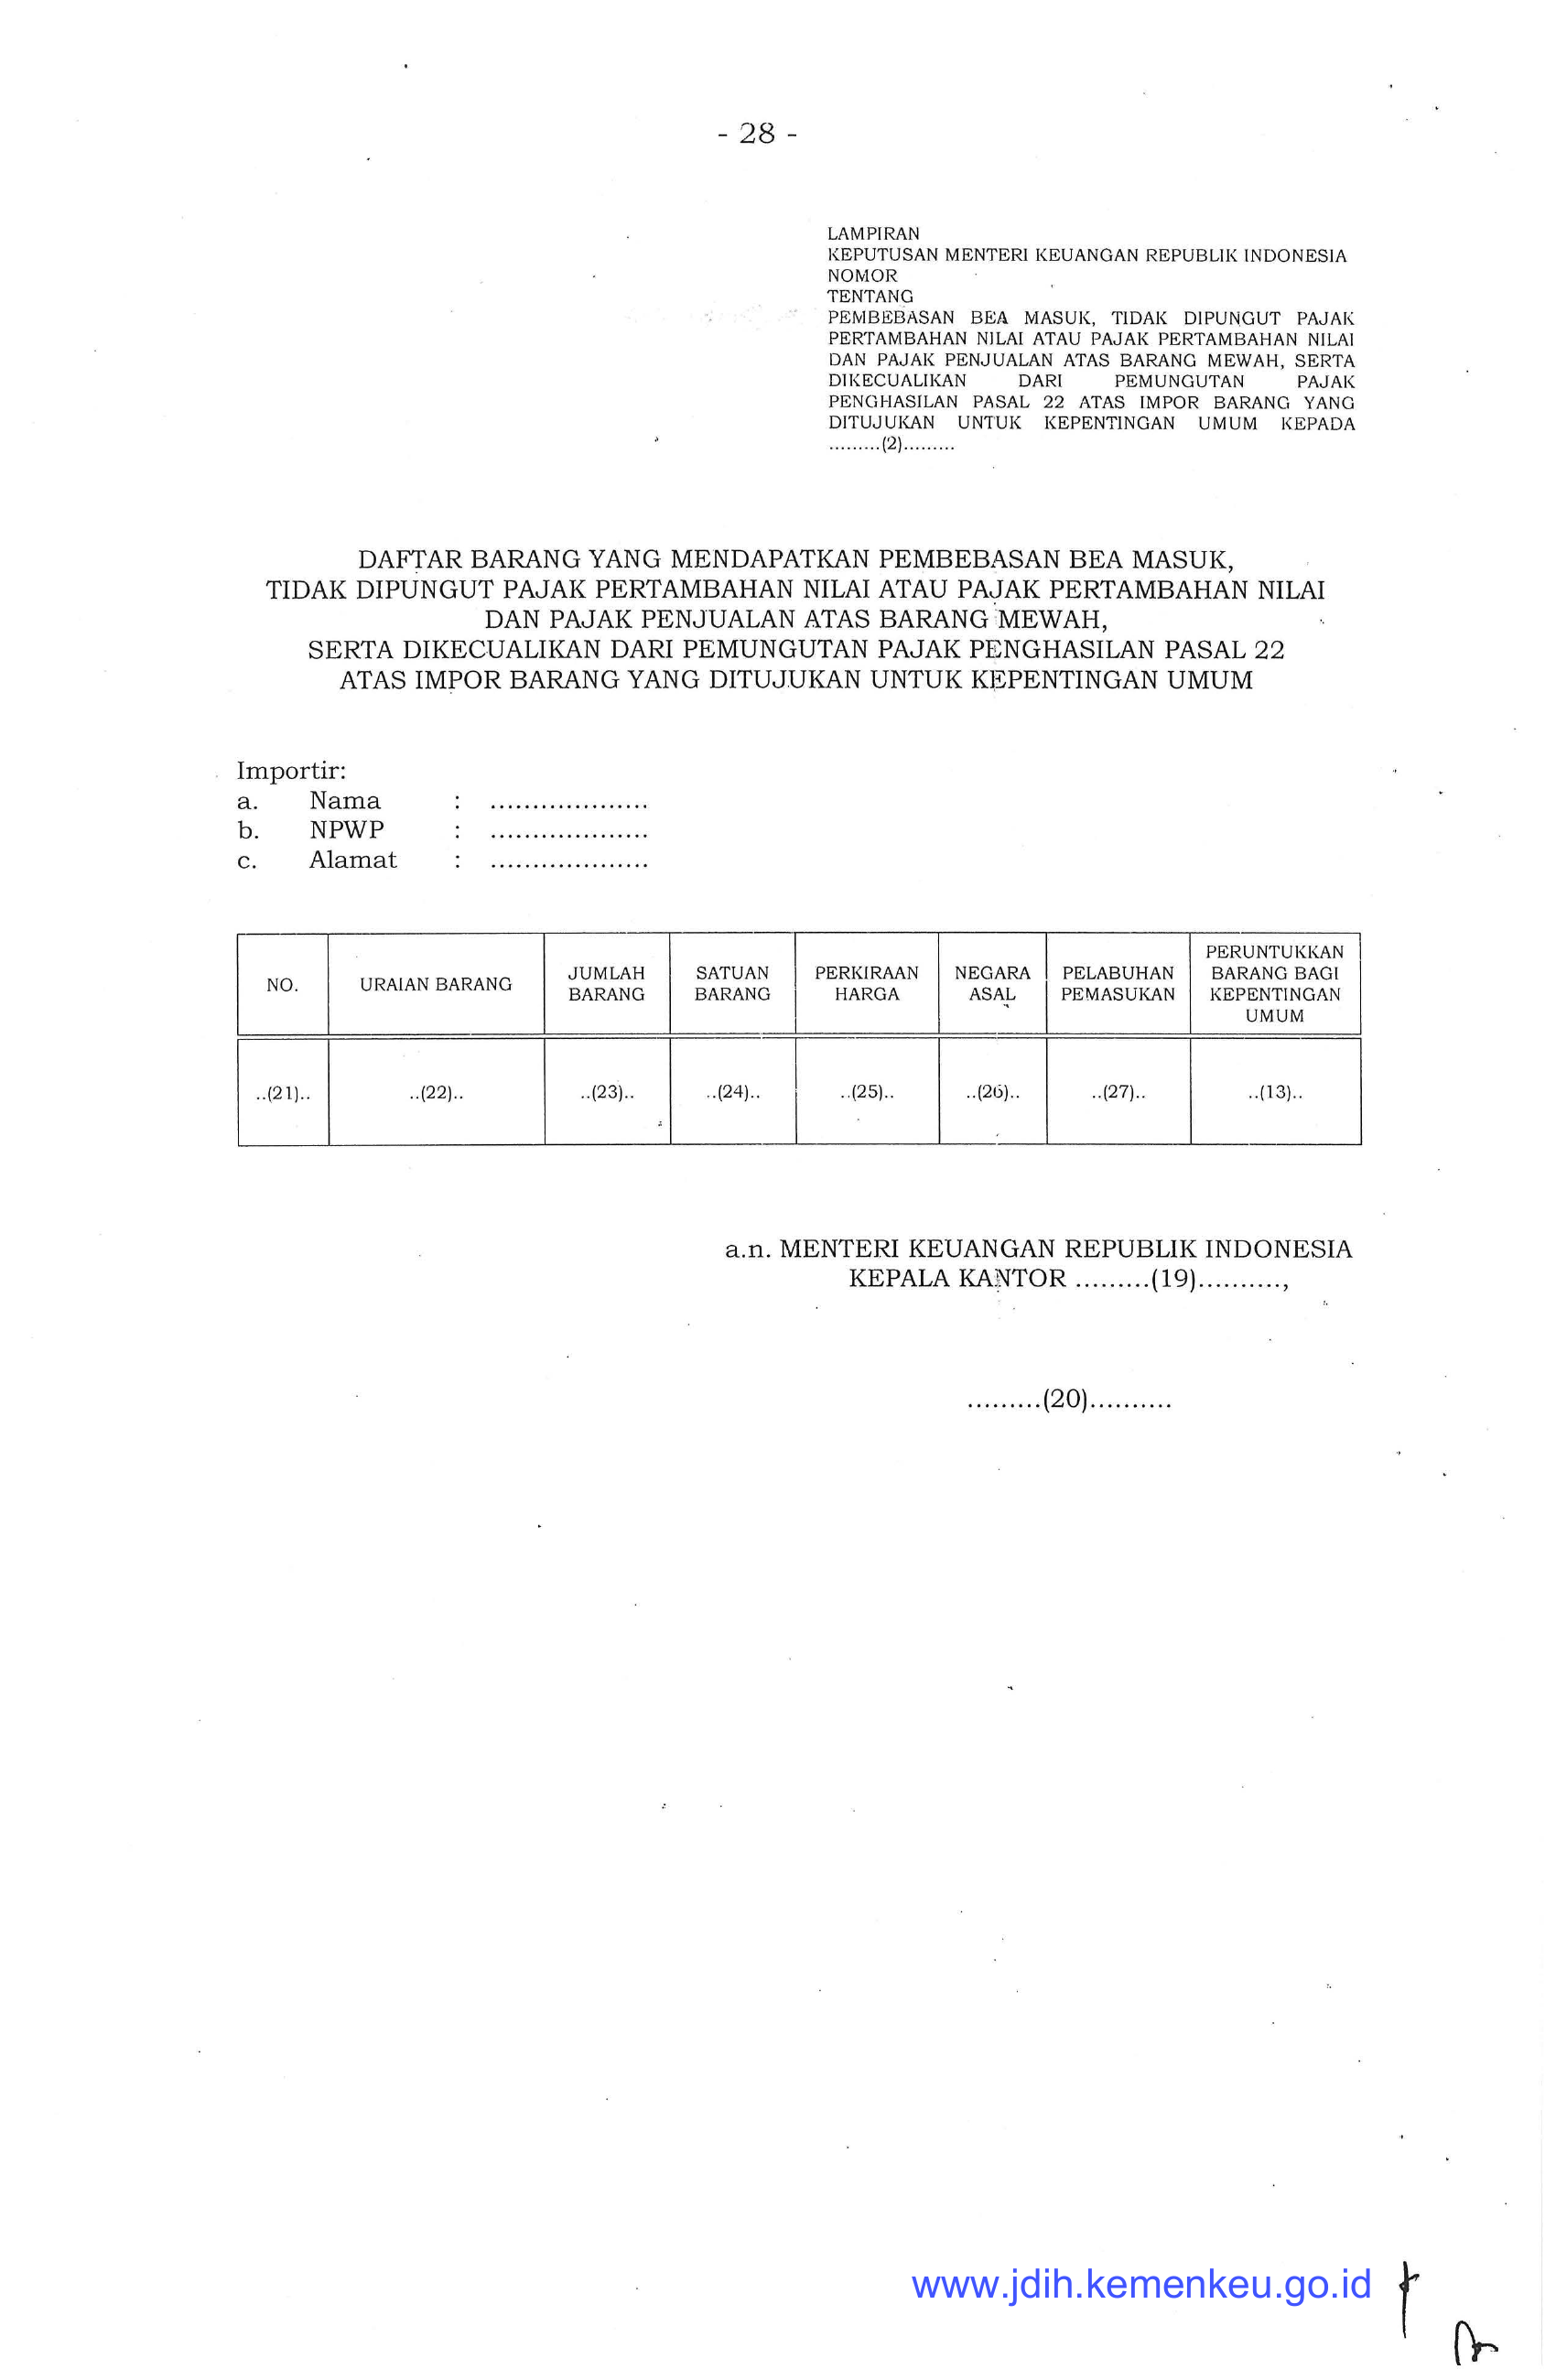 - 28 -
LAMPIRAN
KEPUTUSAN MENTERI KEUANGAN REPUBLIK INDONESIA
NOMOR
TENTANG
PEMBEBASAN BEA MASUK, TIDAK DIPUNGUT PAJAK
PERTAMBAHAN NILAI ATAU PAJAK PERTAMBAHAN NILAI
DAN PAJAK PENJUALAN ATAS BARANG MEWAH, SERTA
DIKECUALIKAN DARI PEMUNGUTAN PAJAK
PENGHASILAN PASAL 22 ATAS IMPOR BARANG YANG
DITUJUKAN UNTUK KEPENTINGAN UMUM KEPADA
.........(2).........
DAFTAR BARANG YANG MENDAPATKAN PEMBEBASAN BEA MASUK,
TIDAK DIPUNGUT PAJAK PERTAMBAHAN NILAI ATAU PAJAK PERTAMBAHAN NILAI
DAN PAJAK PENJUALAN ATAS BARANG MEWAH,
SERTA DIKECUALIKAN DARI PEMUNGUTAN PAJAK PENGHASILAN PASAL 22
ATAS IMPOR BARANG YANG DITUJUKAN UNTUK KEPENTINGAN UMUM
Importir:
a. Nama : ...................
b. NPWP : ...................
c. Alamat : ...................
NO.
URAIAN BARANG
JUMLAH
BARANG
SATUAN
BARANG
PERKIRAAN
HARGA
NEGARA
ASAL
PELABUHAN
PEMASUKAN
PERUNTUKKAN
BARANG BAGI
KEPENTINGAN
UMUM
..(21).. ..(22).. ..(23).. ..(24).. ..(25).. ..(26).. ..(27).. ..(13)..
a.n. MENTERI KEUANGAN REPUBLIK INDONESIA
KEPALA KANTOR .........(19)..........,
.........(20)..........
www.jdih.kemenkeu.go.id